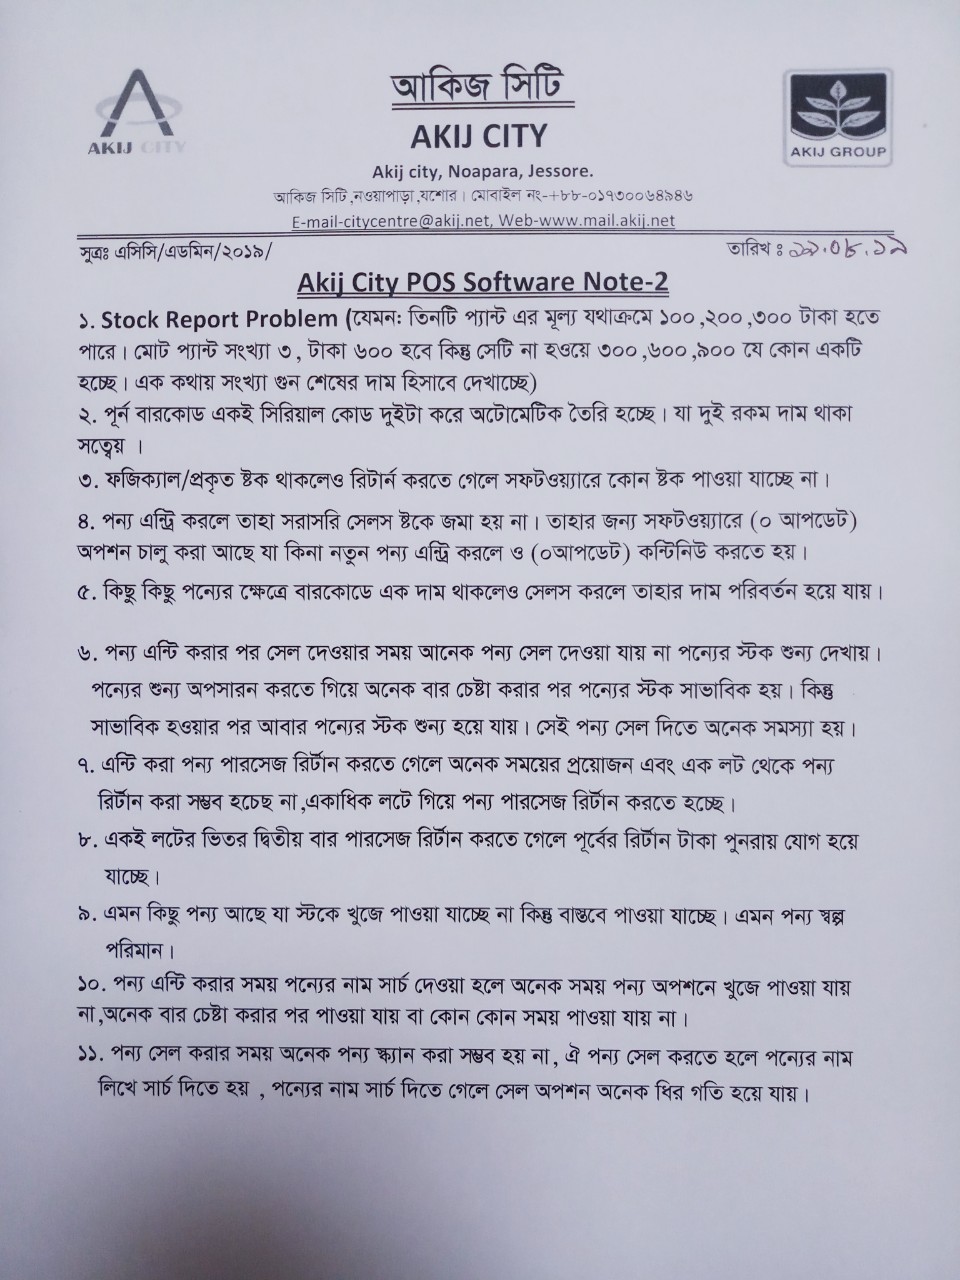 আকিজ সিটি
AKIJ CITY
AKIJ CITY
AKIJ GROUP
Akij city, Noapara, Jessore.
আকিজ সিটি,নওয়াপাড়া,যশোর। মোবাইল নং-+৮৮-০১৭৩০০৬৪৯৪৬
E-mail-citycentre@akij.net, Web-www.mail.akij.net
সূত্রঃ এসিসি/এডমিন/২০১৯/
তারিখ : ১৯.০৮.১৯
Akij City POS Software Note-2
১. Stock Report Problem (যেমনঃ তিনটি প্যান্ট এর মূল্য যথাক্রমে ১০০,২০০,৩০০ টাকা হতে
পারে। মোট প্যান্ট সংখ্যা ৩, টাকা ৬০০ হবে কিন্তু সেটি না হওয়ে ৩০০,৬০০,৯০০ যে কোন একটি
হচ্ছে। এক কথায় সংখ্যা গুন শেষের দাম হিসাবে দেখাচ্ছে)
২. পূর্ন বারকোড একই সিরিয়াল কোড দুইটা করে অটোমেটিক তৈরি হচ্ছে। যা দুই রকম দাম থাকা
সত্ত্বেয় ।
৩. ফজিক্যাল/প্রকৃত ষ্টক থাকলেও রিটার্ন করতে গেলে সফটওয়্যারে কোন ষ্টক পাওয়া যাচ্ছে না।
৪. পন্য এন্ট্রি করলে তাহা সরাসরি সেলস ষ্টকে জমা হয় না। তাহার জন্য সফটওয়্যারে (০ আপডেট)
অপশন চালু করা আছে যা কিনা নতুন পন্য এন্ট্রি করলে ও (০আপডেট) কন্টিনিউ করতে হয়।
৫. কিছু কিছু পন্যের ক্ষেত্রে বারকোডে এক দাম থাকলেও সেলস করলে তাহার দাম পরিবর্তন হয়ে যায়।
৬. পন্য এন্টি করার পর সেল দেওয়ার সময় আনেক পন্য সেল দেওয়া যায় না পন্যের স্টক শুন্য দেখায়।
পন্যের শুন্য অপসারন করতে গিয়ে অনেক বার চেষ্টা করার পর পন্যের স্টক সাভাবিক হয়। কিন্তু
সাভাবিক হওয়ার পর আবার পন্যের স্টক শুন্য হয়ে যায়। সেই পন্য সেল দিতে অনেক সমস্যা হয়।
৭. এন্টি করা পন্য পারসেজ রির্টান করতে গেলে অনেক সময়ের প্রয়োজন এবং এক লট থেকে পন্য
রির্টান করা সম্ভব হচেছ না,একাধিক লটে গিয়ে পন্য পারসেজ রির্টান করতে হচ্ছে।
৮. একই লটের ভিতর দ্বিতীয় বার পারসেজ রির্টান করতে গেলে পূর্বের রির্টান টাকা পুনরায় যোগ হয়ে
যাচ্ছে।
৯. এমন কিছু পন্য আছে যা স্টকে খুজে পাওয়া যাচ্ছে না কিন্তু বাস্তবে পাওয়া যাচ্ছে। এমন পন্য স্বল্প
পরিমান।
১০. পন্য এন্টি করার সময় পন্যের নাম সার্চ দেওয়া হলে অনেক সময় পন্য অপশনে খুজে পাওয়া যায়
না,অনেক বার চেষ্টা করার পর পাওয়া যায় বা কোন কোন সময় পাওয়া যায় না।
১১. পন্য সেল করার সময় অনেক পন্য স্ক্যান করা সম্ভব হয় না, ঐ পন্য সেল করতে হলে পন্যের নাম
লিখে সার্চ দিতে হয় , পন্যের নাম সার্চ দিতে গেলে সেল অপশন অনেক ধির গতি হয়ে যায়।